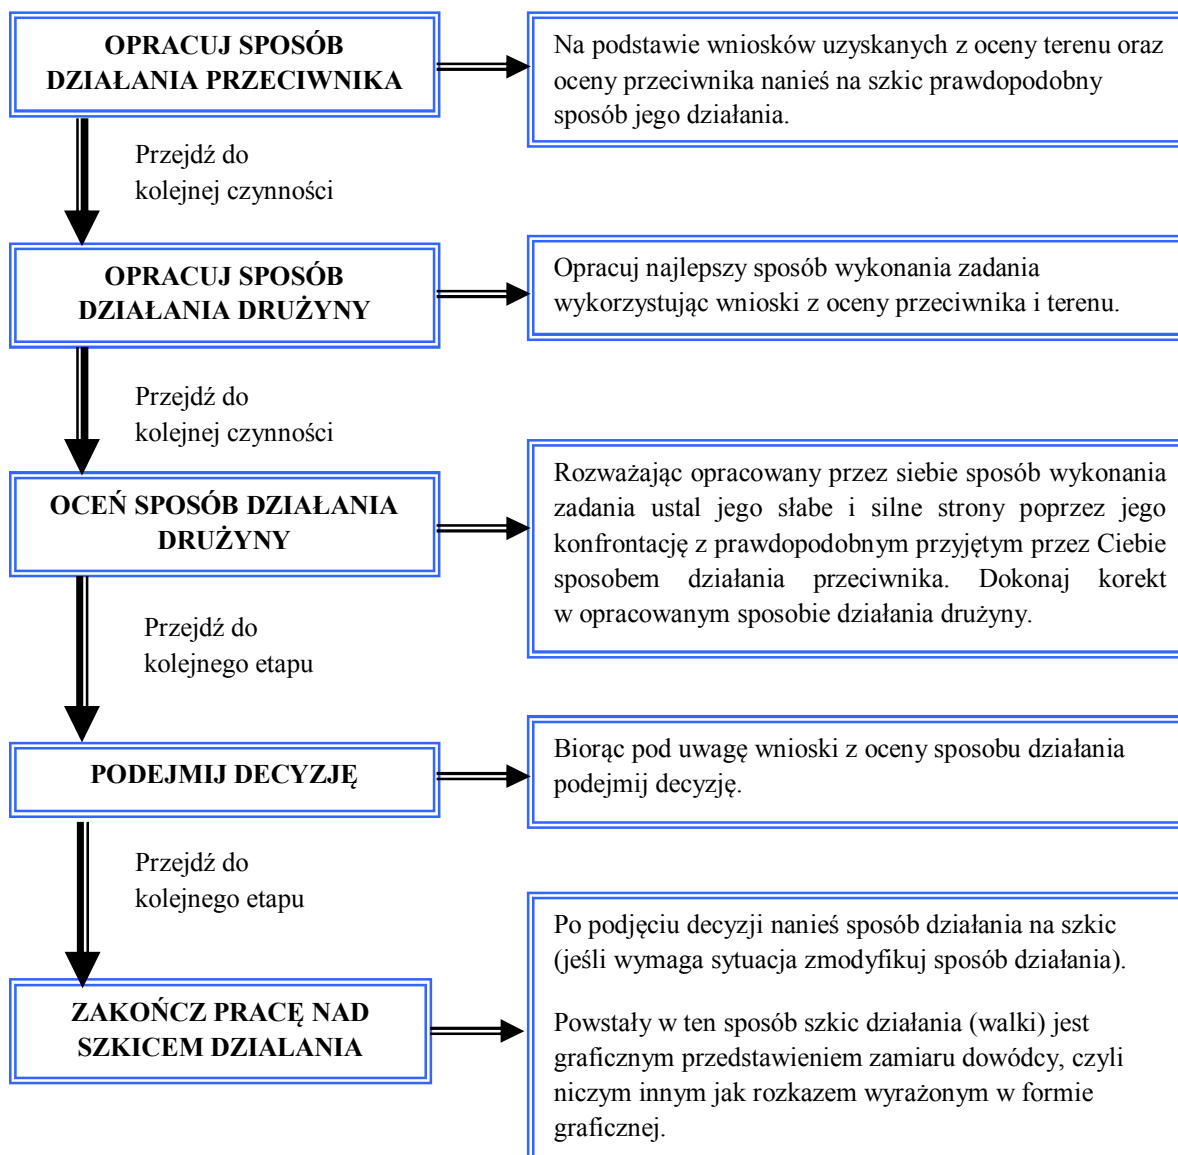 OPRACUJ SPOSÓB
DZIAŁANIA PRZECIWNIKA
Na podstawie wniosków uzyskanych z oceny terenu oraz
oceny przeciwnika nanieś na szkic prawdopodobny
sposób jego działania.
Przejdź do
kolejnej czynności
OPRACUJ SPOSÓB
DZIAŁANIA DRUŻYNY
Opracuj najlepszy sposób wykonania zadania
wykorzystując wnioski z oceny przeciwnika i terenu.
Przejdź do
kolejnej czynności
OCEŃ SPOSÓB DZIAŁANIA
DRUŻYNY
Rozważając opracowany przez siebie sposób wykonania
zadania ustal jego słabe i silne strony poprzez jego
konfrontację z prawdopodobnym przyjętym przez Ciebie
sposobem działania przeciwnika. Dokonaj korekt
w opracowanym sposobie działania drużyny.
Przejdź do
kolejnego etapu
PODEJMIJ DECYZJĘ
Biorąc pod uwagę wnioski z oceny sposobu działania
podejmij decyzję.
Przejdź do
kolejnego etapu
ZAKOŃCZ PRACĘ NAD
SZKICEM DZIALANIA
Po podjęciu decyzji nanieś sposób działania na szkic
(jeśli wymaga sytuacja zmodyfikuj sposób działania).
Powstały w ten sposób szkic działania (walki) jest
graficznym przedstawieniem zamiaru dowódcy, czyli
niczym innym jak rozkazem wyrażonym w formie
graficznej.